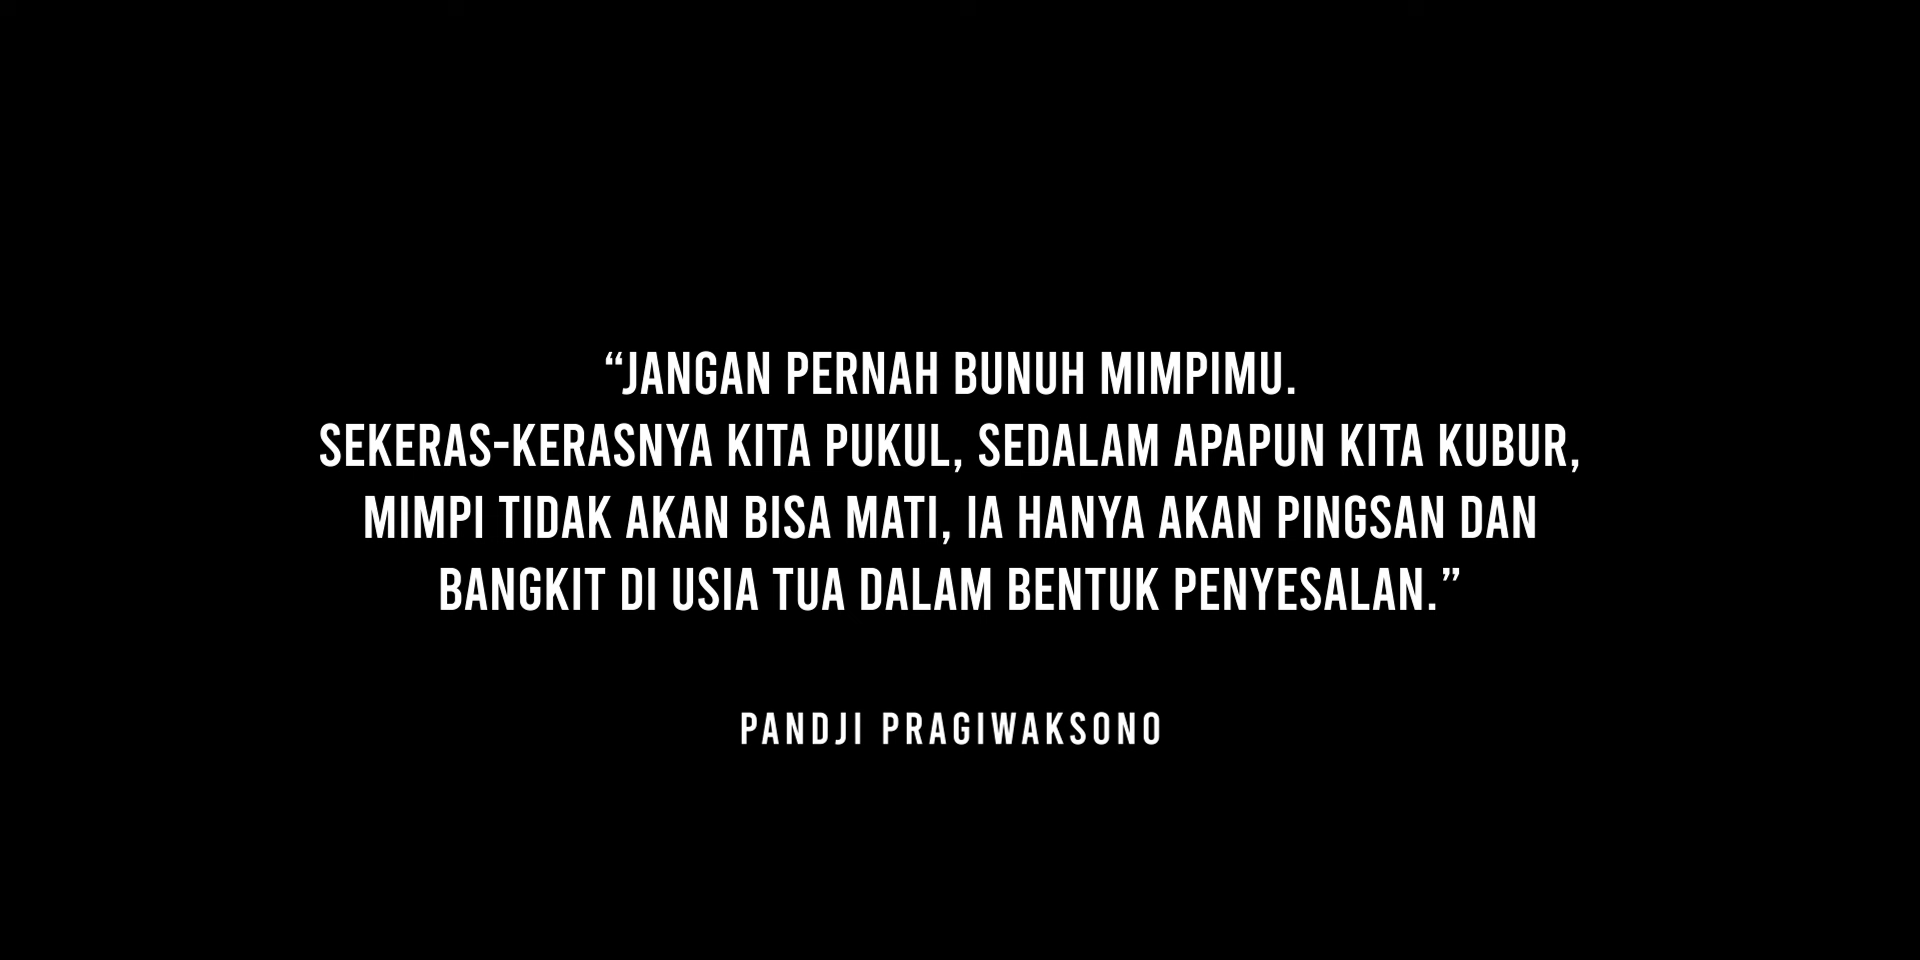 “JANGAN PERNAH BUNUH MIMPIMU.
SEKERAS-KERASNYA KITA PUKUL, SEDALAM APAPUN KITA KUBUR,
MIMPI TIDAK AKAN BISA MATI, IA HANYA AKAN PINGSAN DAN
BANGKIT DI USIA TUA DALAM BENTUK PENYESALAN.”
PANDJI PRAGIWAKSONO